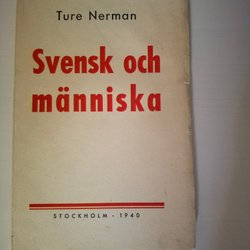 Ture Nerman
Svensk och
människa
STOCKHOLM - 1940